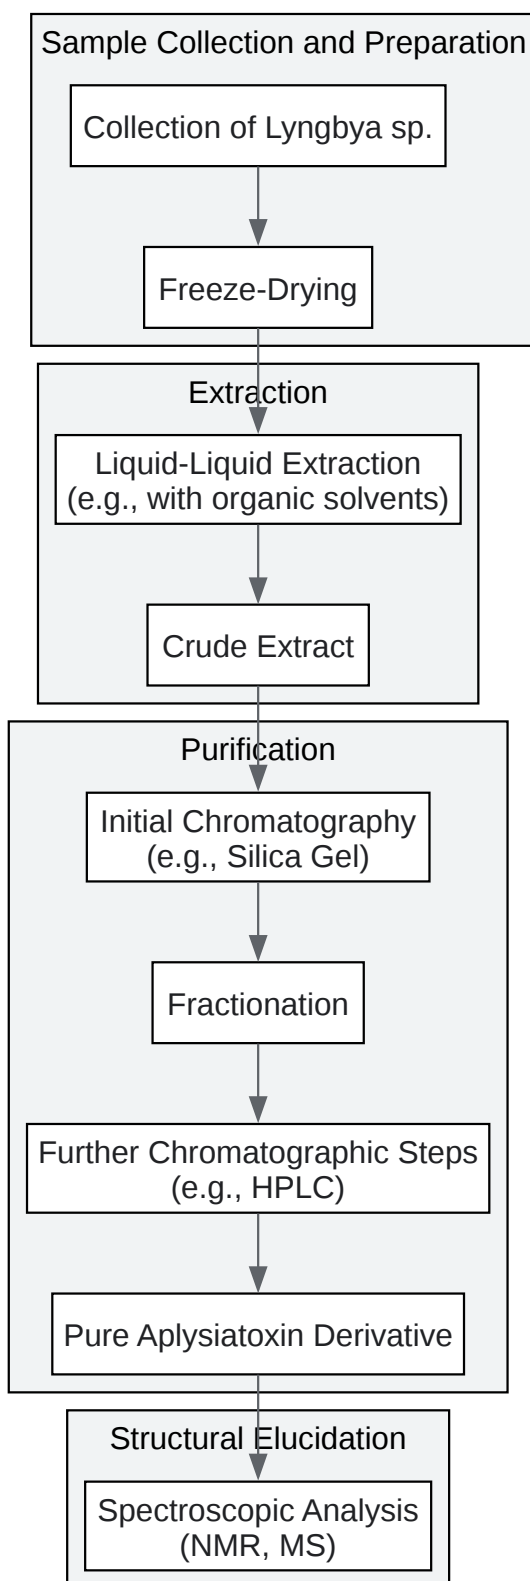 Sample Collection and Preparation
Collection of Lyngbya sp.
Freeze-Drying
Extraction
Liquid-Liquid Extraction
(e.g., with organic solvents)
Crude Extract
Purification
Initial Chromatography
(e.g., Silica Gel)
Fractionation
Further Chromatographic Steps
(e.g., HPLC)
Pure Aplysiatoxin Derivative
Structural Elucidation
Spectroscopic Analysis
(NMR, MS)